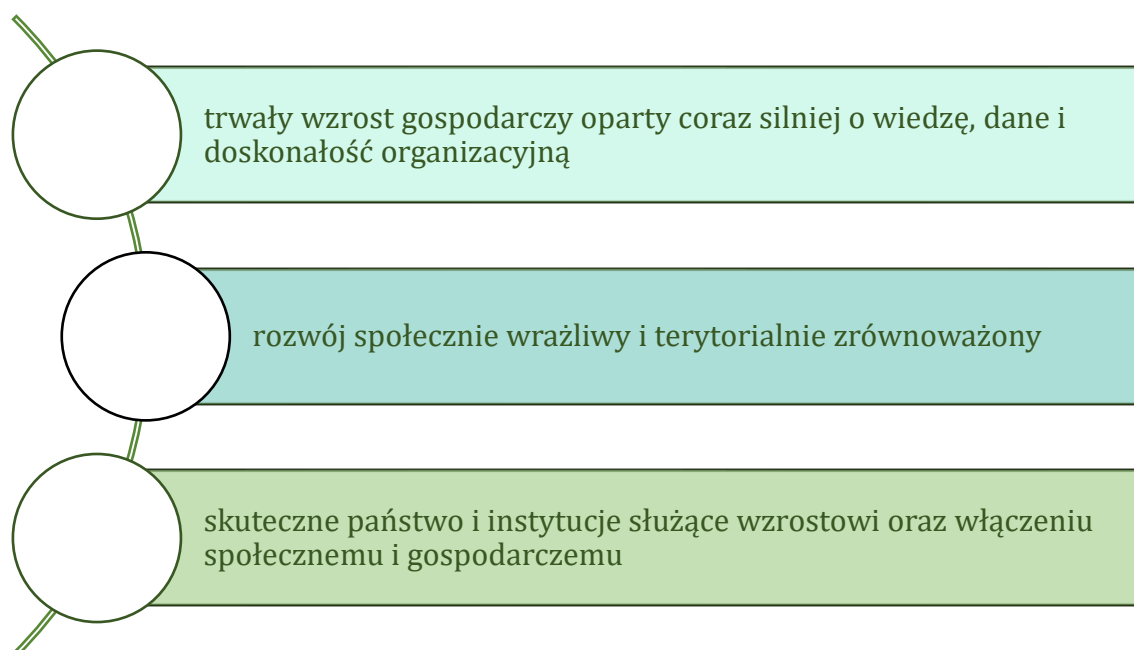 trwały wzrost gospodarczy oparty coraz silniej o wiedzę, dane i
doskonałość organizacyjną
rozwój społecznie wrażliwy i terytorialnie zrównoważony
skuteczne państwo i instytucje służące wzrostowi oraz włączeniu
społecznemu i gospodarczemu